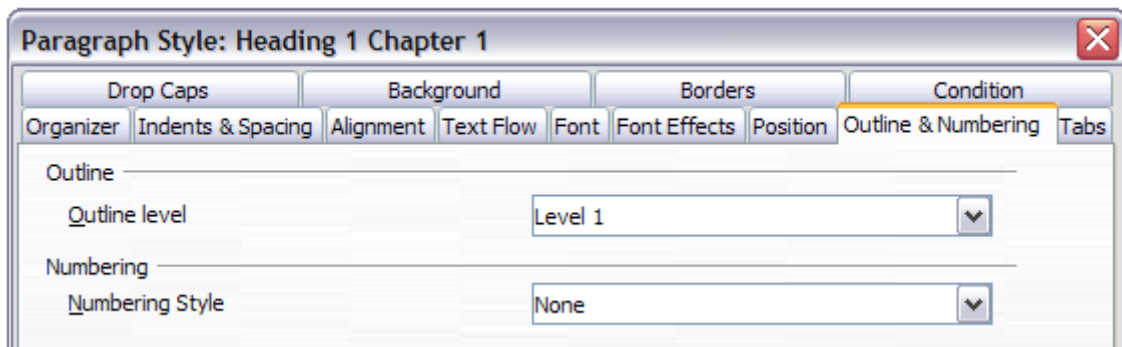 Paragraph Style: Heading 1 Chapter 1
Drop Caps Background Borders Condition
Organizer Indents & Spacing Alignment Text Flow Font Font Effects Position Outline & Numbering Tabs
Outline
Outline level Level 1
Numbering
Numbering Style None